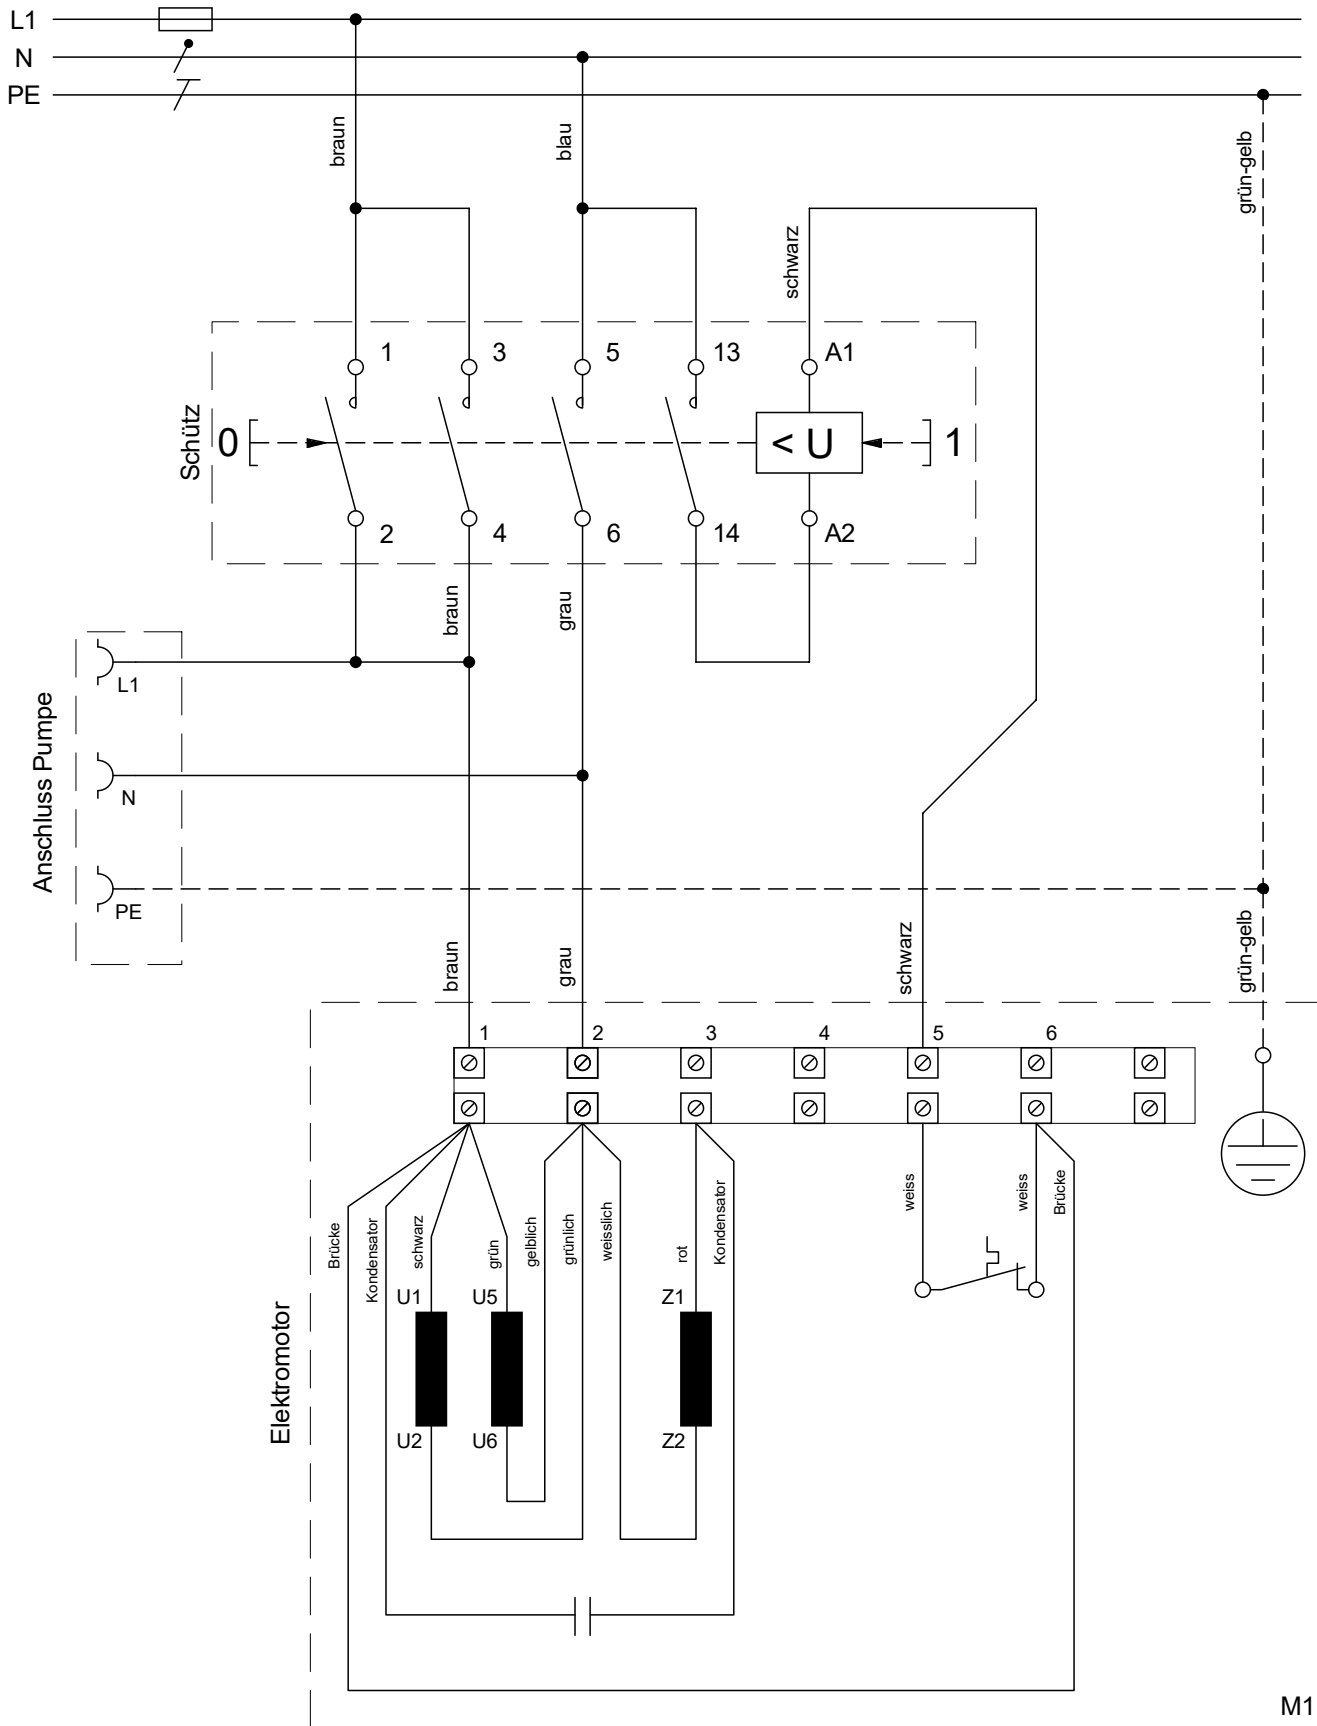 L1
N
PE
braun
blau
grün-gelb
schwarz
1
3
5
13
A1
Schütz
0
< U
1
2
4
6
14
A2
braun
grau
Anschluss Pumpe
L1
N
PE
braun
grau
schwarz
grün-gelb
1
2
3
4
5
6
Elektromotor
Brücke
Kondensator
schwarz
grün
gelblich
grünlich
weisslich
rot
Kondensator
weiss
weiss
Brücke
U1
U5
Z1
U2
U6
Z2
M1